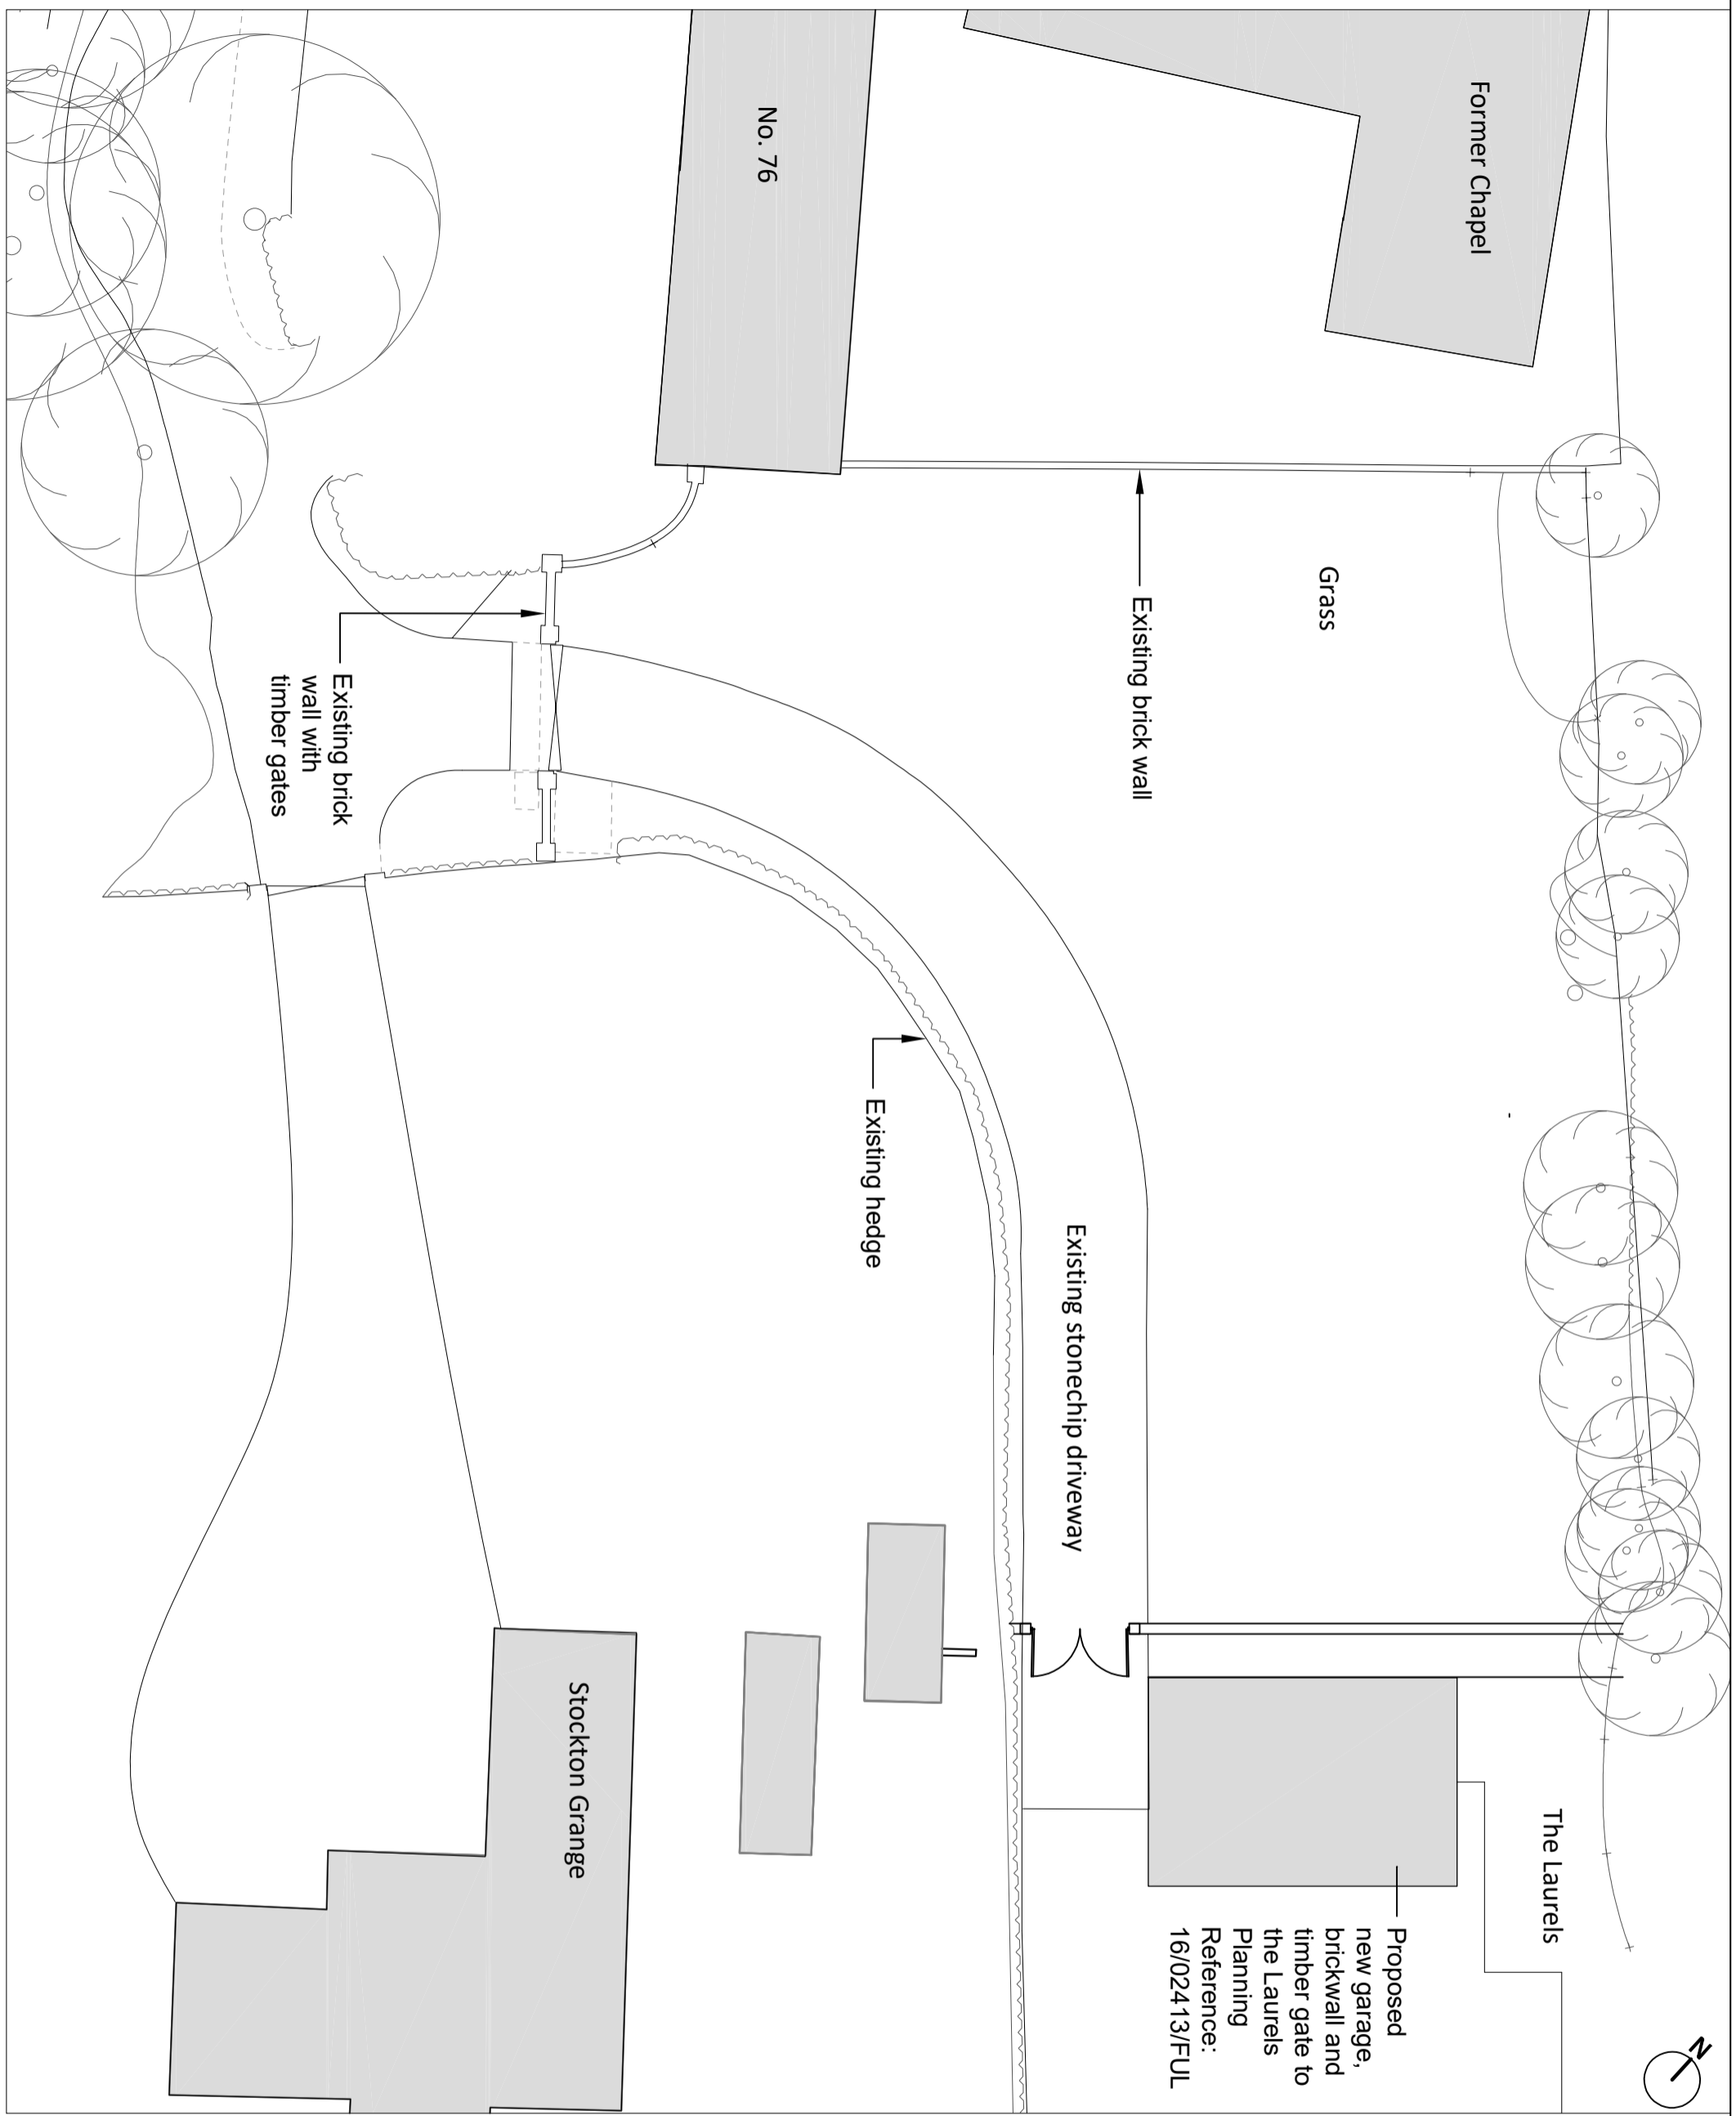 Former Chapel
No. 76
Grass
Existing brick wall
Existing brick
wall with
timber gates
Existing hedge
Existing stonechip driveway
The Laurels
Proposed
new garage,
brickwall and
timber gate to
the Laurels
Planning
Reference:
16/02413/FUL
Stockton Grange
N